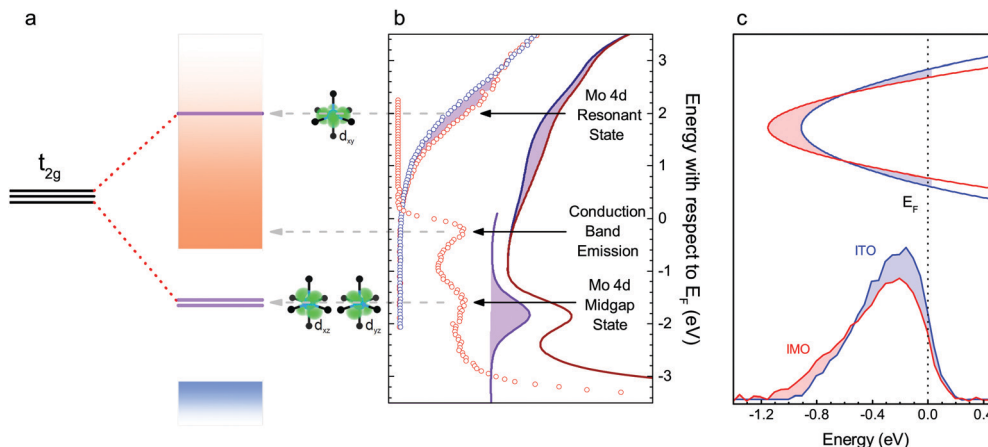 a
b
c
t2g
dxy
dxz
dyz
Mo 4d
Resonant
State
Conduction
Band
Emission
Mo 4d
Midgap
State
3
2
1
0
-1
-2
-3
Energy with respect to EF (eV)
EF
ITO
IMO
-1.2
-0.8
-0.4
0.0
0.4
Energy (eV)